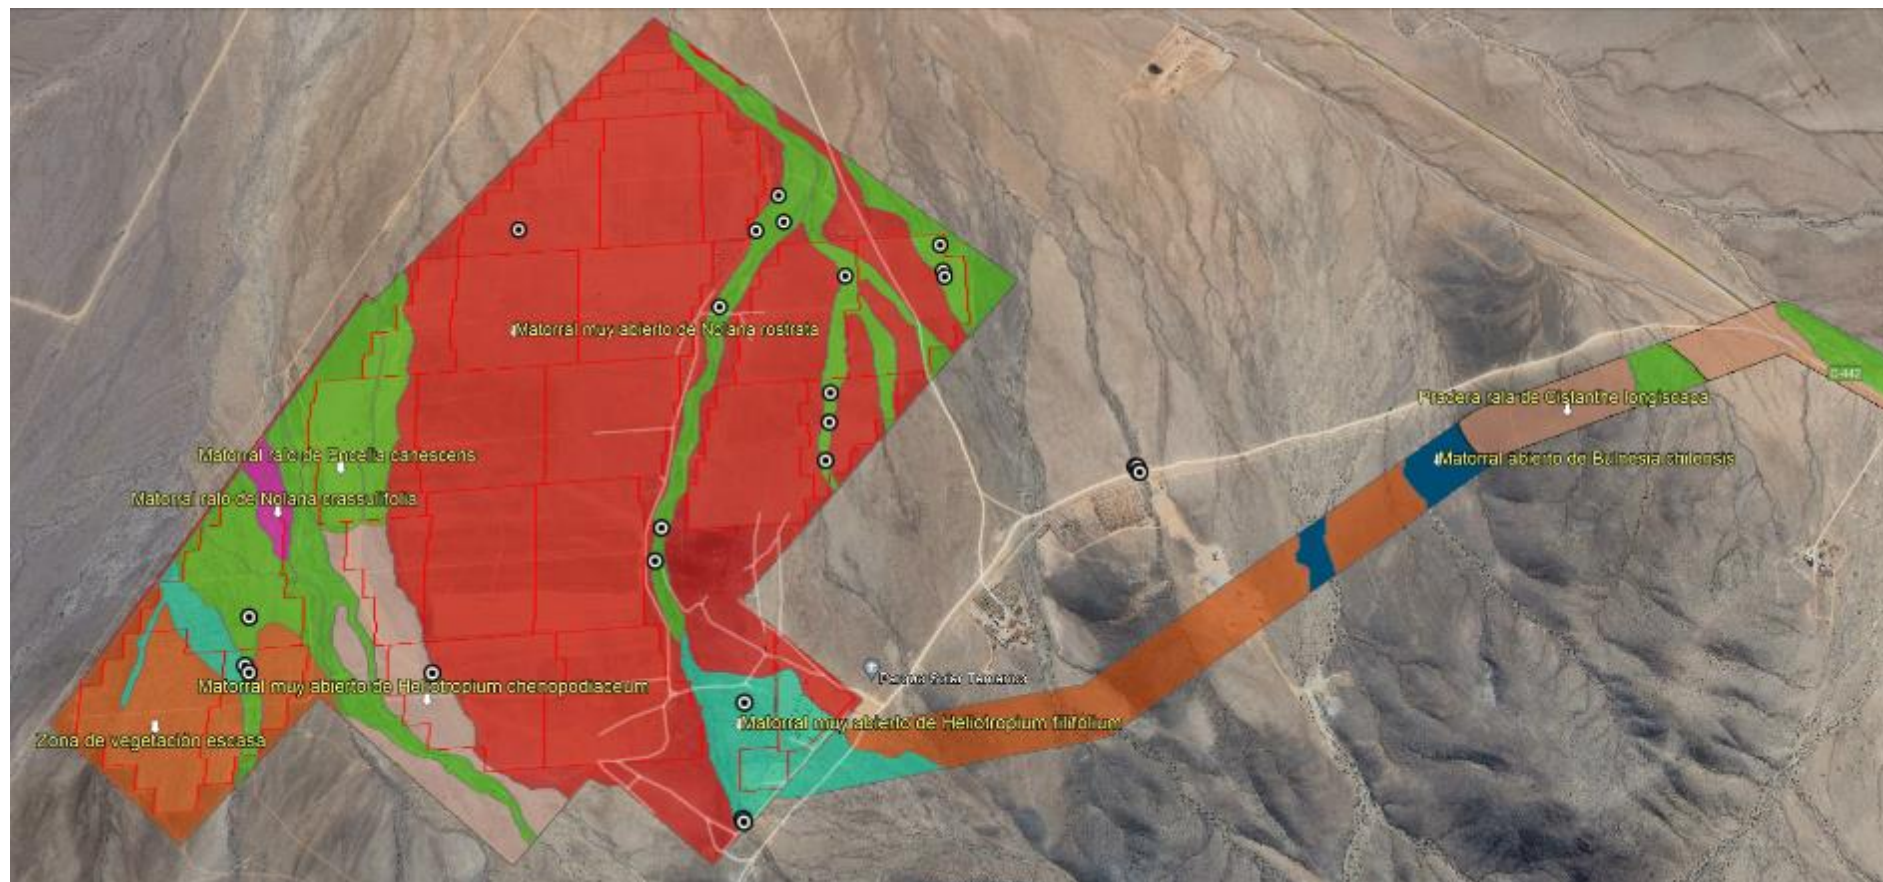 Matorral muy abierto de Nolana rostrata
C-442
Pradera rala de Cistanthe longiscapa
Matorral ralo de Encelia canescens
Matorral abierto de Bulnesia chilensis
Matorral ralo de Nolana crassulifolia
Parque Solar Tamarico
Matorral muy abierto de Heliotropium chenopodiaceum
Matorral muy abierto de Heliotropium filifolium
Zona de vegetación escasa